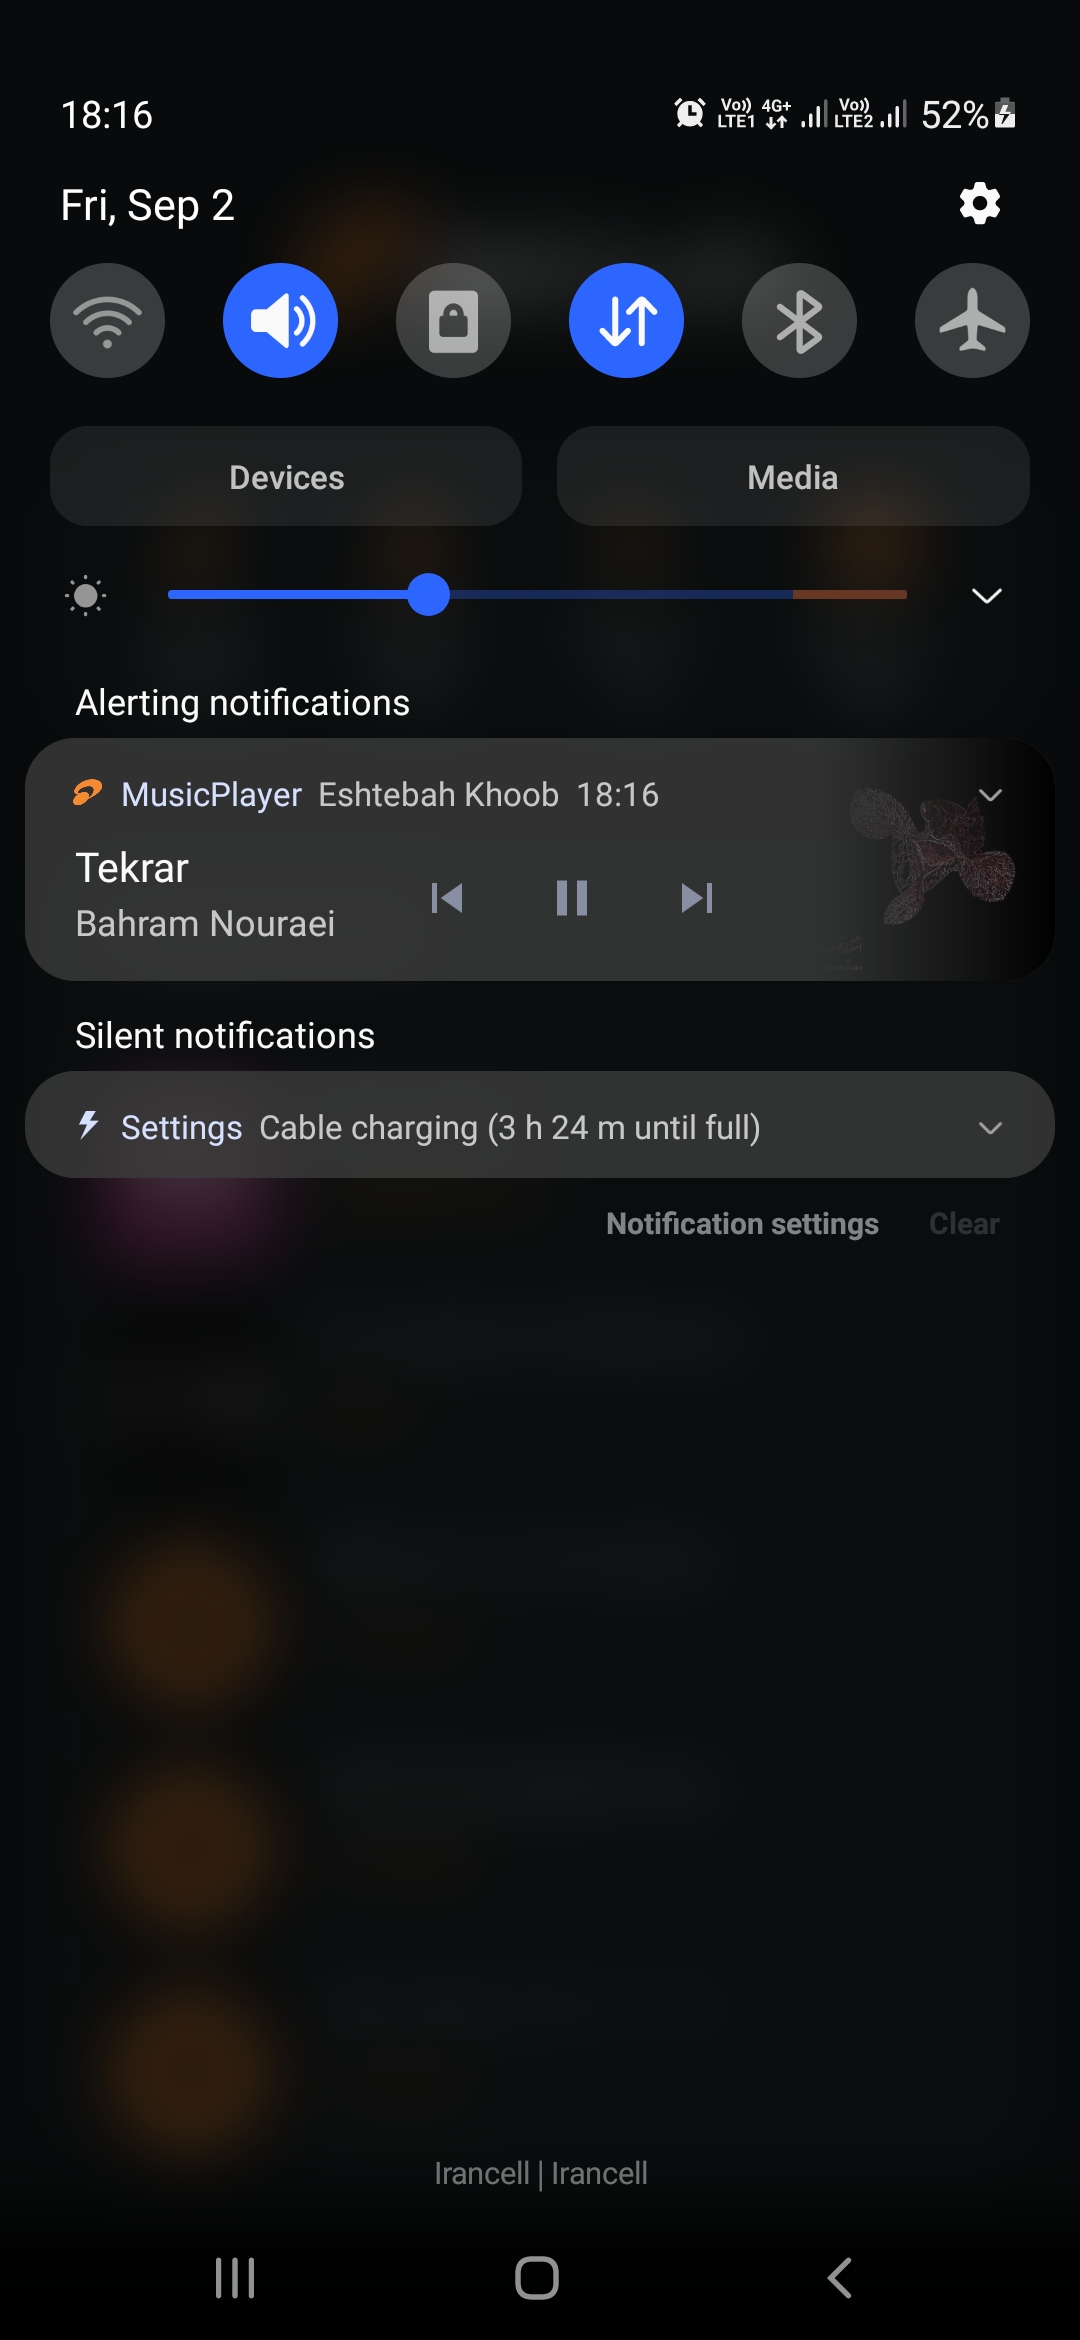 18:16 Vo)) LTE1 4G+ Vo)) LTE2 52%
Fri, Sep 2
Devices Media
Alerting notifications
MusicPlayer Eshtebah Khoob 18:16
Tekrar
Bahram Nouraei
Silent notifications
Settings Cable charging (3 h 24 m until full)
Notification settings Clear
Irancell | Irancell